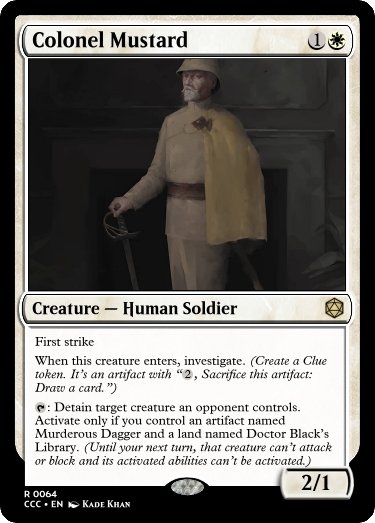 Colonel Mustard 1
Creature — Human Soldier
First strike
When this creature enters, investigate. (Create a Clue
token. It's an artifact with “2, Sacrifice this artifact:
Draw a card.”)
: Detain target creature an opponent controls.
Activate only if you control an artifact named
Murderous Dagger and a land named Doctor Black's
Library. (Until your next turn, that creature can't attack
or block and its activated abilities can't be activated.)
2/1
R 0064
CCC • EN Kade Khan